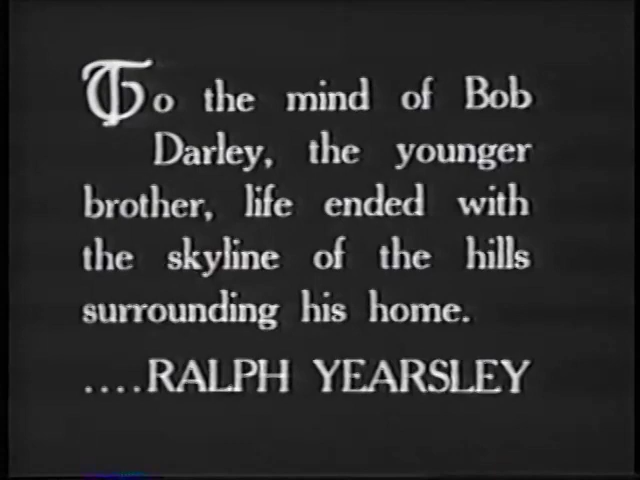 To the mind of Bob
Darley, the younger
brother, life ended with
the skyline of the hills
surrounding his home.
....RALPH YEARSLEY